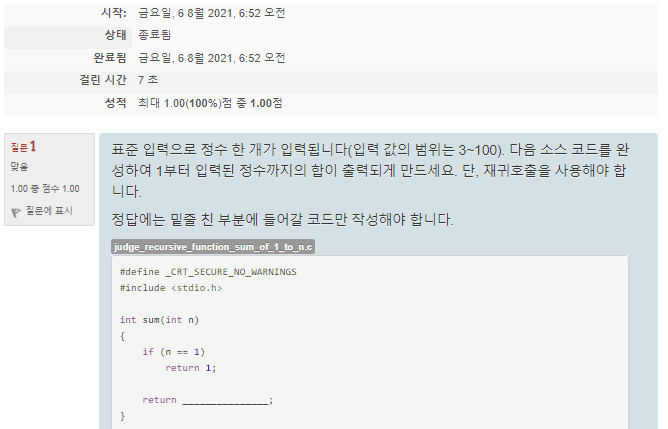 시작: 금요일, 6 8월 2021, 6:52 오전
상태 종료됨
완료됨 금요일, 6 8월 2021, 6:52 오전
걸린 시간 7 초
성적 최대 1.00(100%)점 중 1.00점
질문 1
맞음
1.00 중 점수 1.00
질문에 표시
표준 입력으로 정수 한 개가 입력됩니다(입력 값의 범위는 3~100). 다음 소스 코드를 완
성하여 1부터 입력된 정수까지의 합이 출력되게 만드세요. 단, 재귀호출을 사용해야 합
니다.
정답에는 밑줄 친 부분에 들어갈 코드만 작성해야 합니다.
judge_recursive_function_sum_of_1_to_n.c
#define _CRT_SECURE_NO_WARNINGS
#include <stdio.h>
int sum(int n)
{
if (n == 1)
return 1;
return _______________;
}